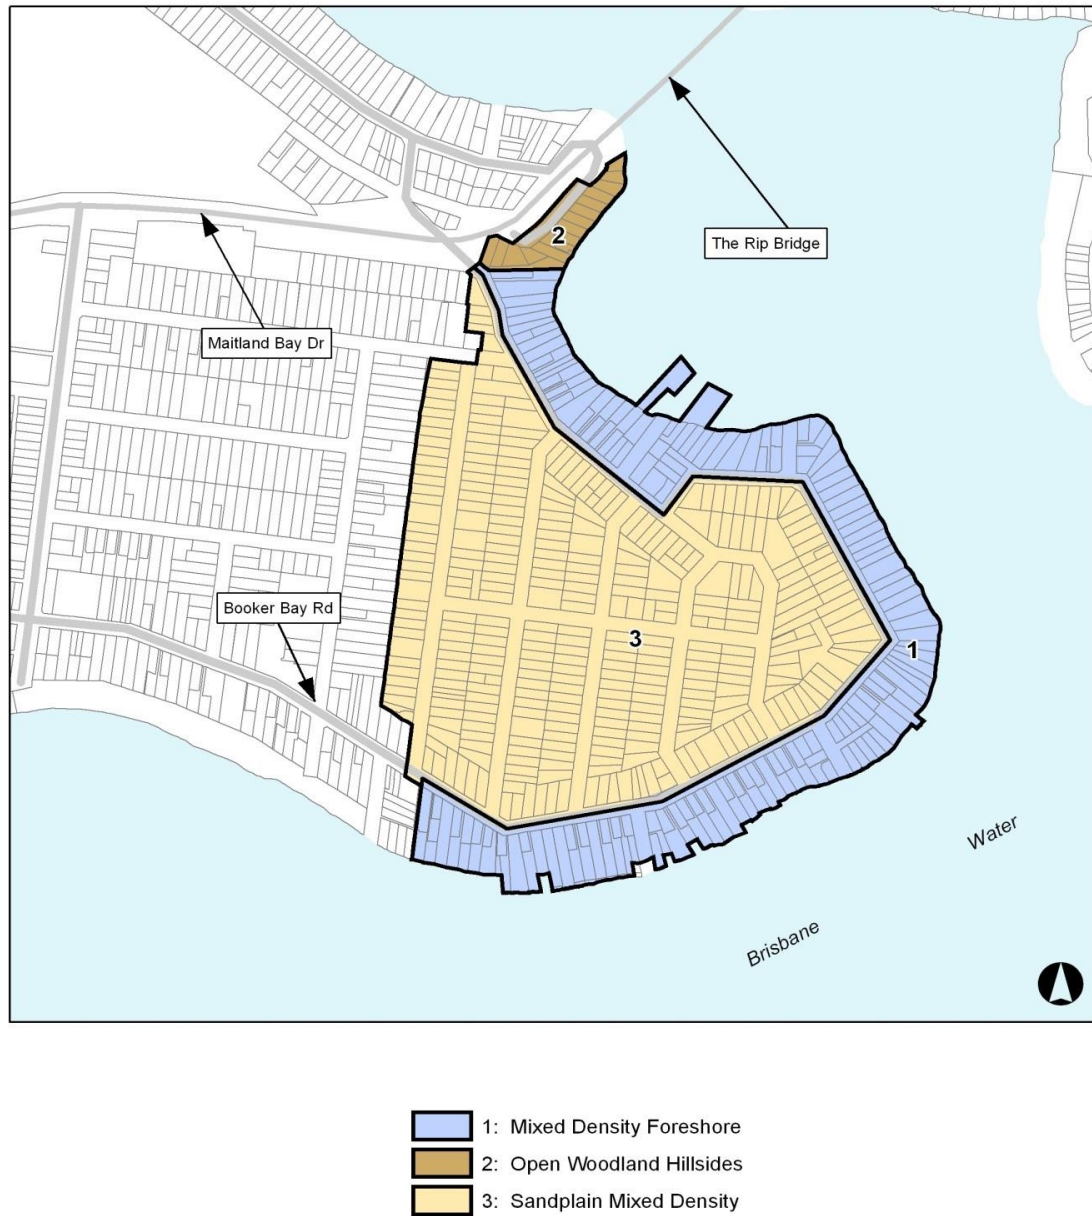 The Rip Bridge
2
Maitland Bay Dr
Booker Bay Rd
3
1
Water
Brisbane
1: Mixed Density Foreshore
2: Open Woodland Hillsides
3: Sandplain Mixed Density